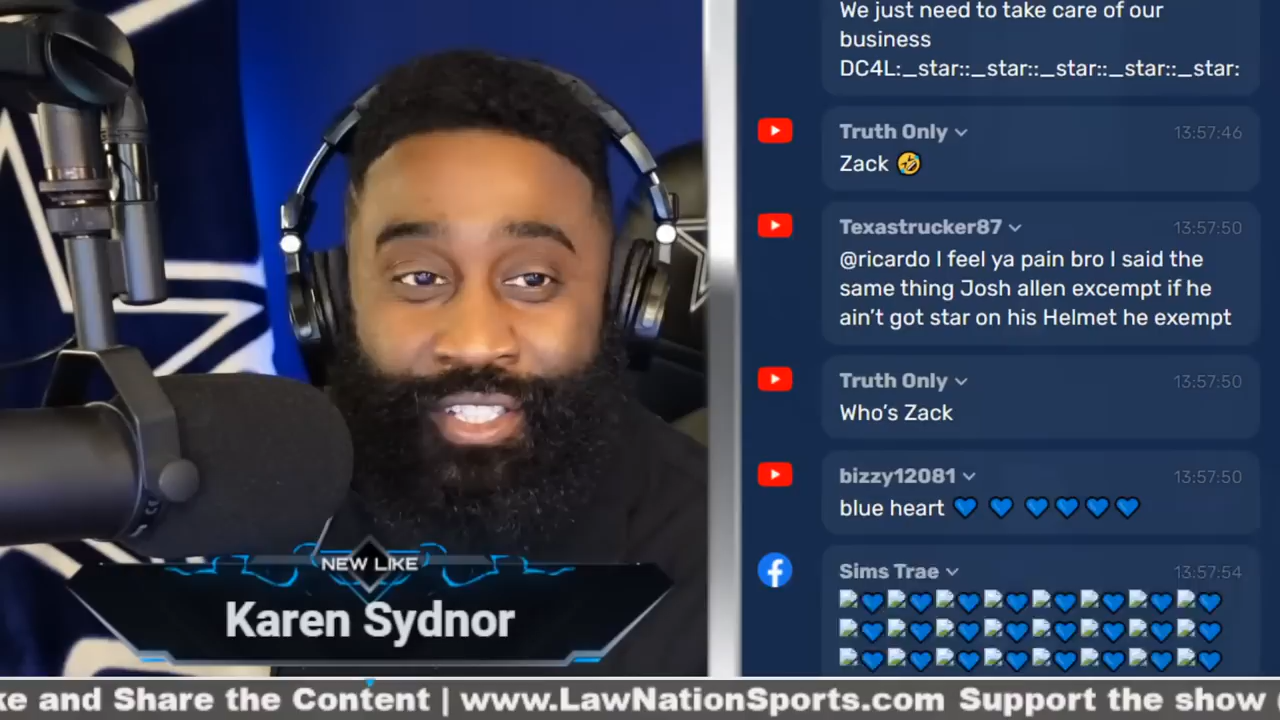 We just need to take care of our
business
DC4L:_star::_star::_star::_star::_star:
Truth Only 13:57:46
Zack 🤣
Texastrucker87 13:57:50
@ricardo I feel ya pain bro I said the
same thing Josh allen excempt if he
ain’t got star on his Helmet he exempt
Truth Only 13:57:50
Who’s Zack
bizzy12081 13:57:50
blue heart 💙 💙 💙💙💙💙
Sims Trae 13:57:54
💙💙💙💙💙💙💙💙
💙💙💙💙💙💙💙💙
💙💙💙💙💙💙💙💙
NEW LIKE
Karen Sydnor
ke and Share the Content | www.LawNationSports.com Support the show